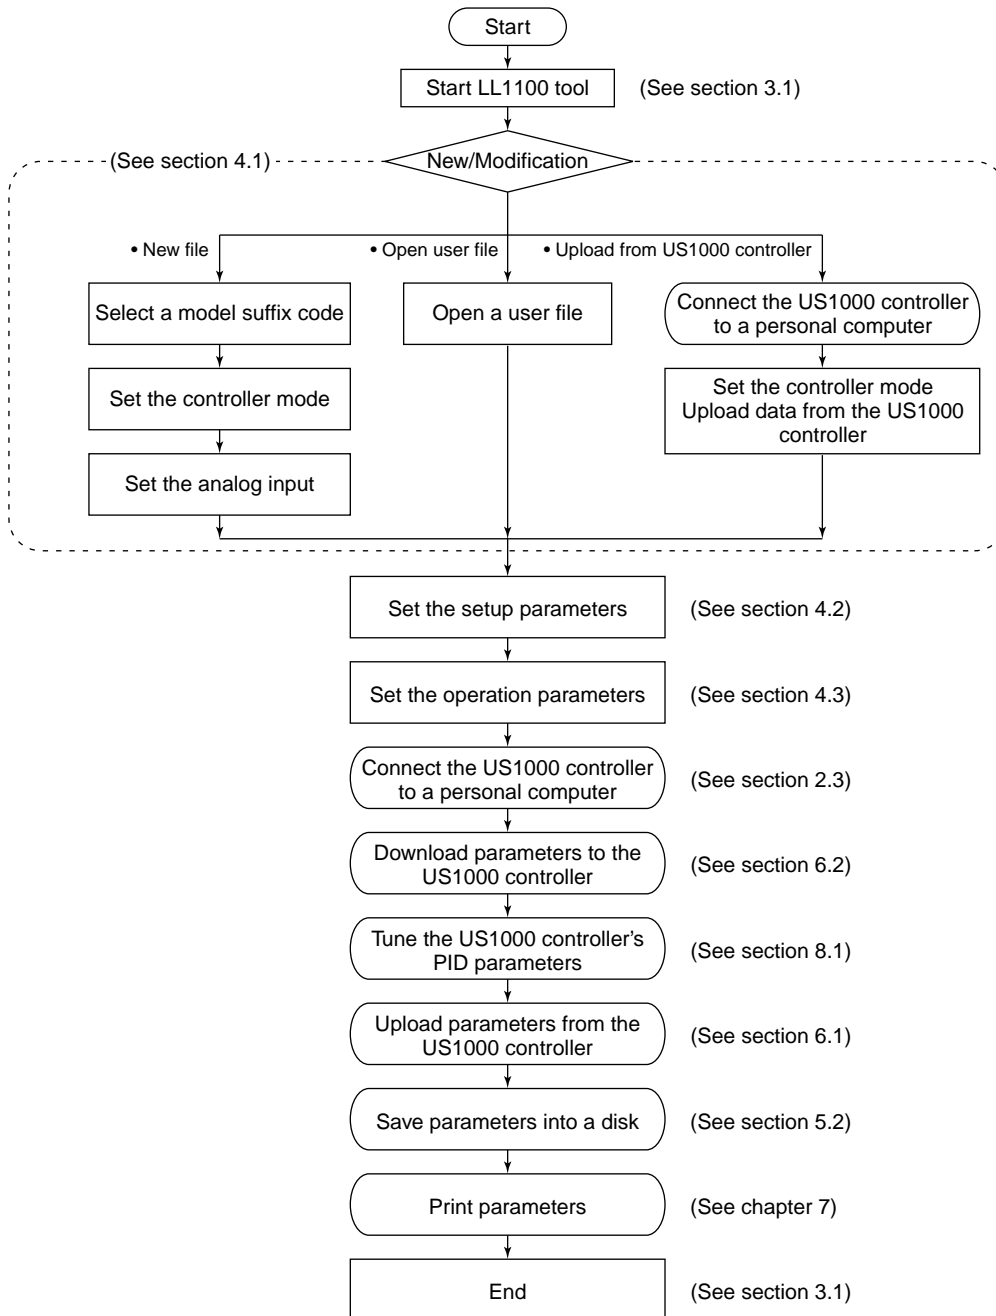 Start
Start LL1100 tool
(See section 3.1)
(See section 4.1)
New/Modification
• New file
• Open user file
• Upload from US1000 controller
Select a model suffix code
Open a user file
Connect the US1000 controller
to a personal computer
Set the controller mode
Set the controller mode
Upload data from the US1000
controller
Set the analog input
Set the setup parameters
(See section 4.2)
Set the operation parameters
(See section 4.3)
Connect the US1000 controller
to a personal computer
(See section 2.3)
Download parameters to the
US1000 controller
(See section 6.2)
Tune the US1000 controller’s
PID parameters
(See section 8.1)
Upload parameters from the
US1000 controller
(See section 6.1)
Save parameters into a disk
(See section 5.2)
Print parameters
(See chapter 7)
End
(See section 3.1)